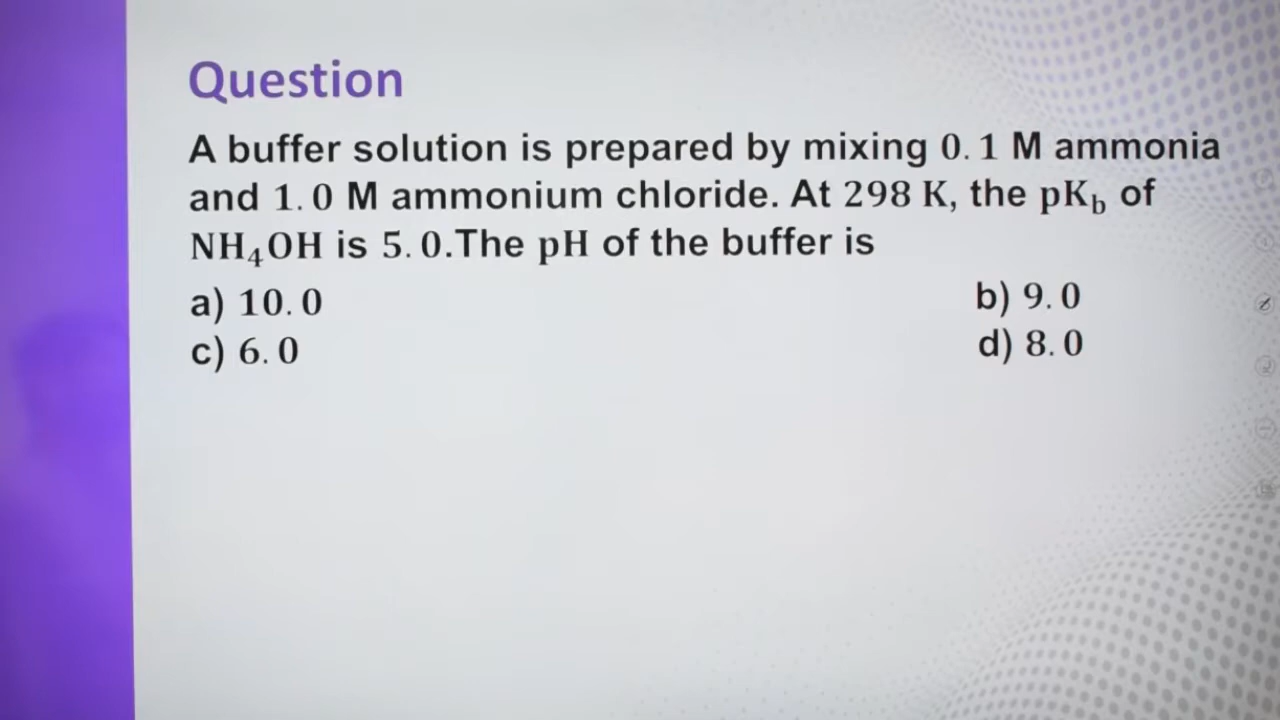 Question
A buffer solution is prepared by mixing 0.1 M ammonia
and 1.0 M ammonium chloride. At 298 K, the pK_b of
NH₄OH is 5.0.The pH of the buffer is
a) 10.0 b) 9.0
c) 6.0 d) 8.0